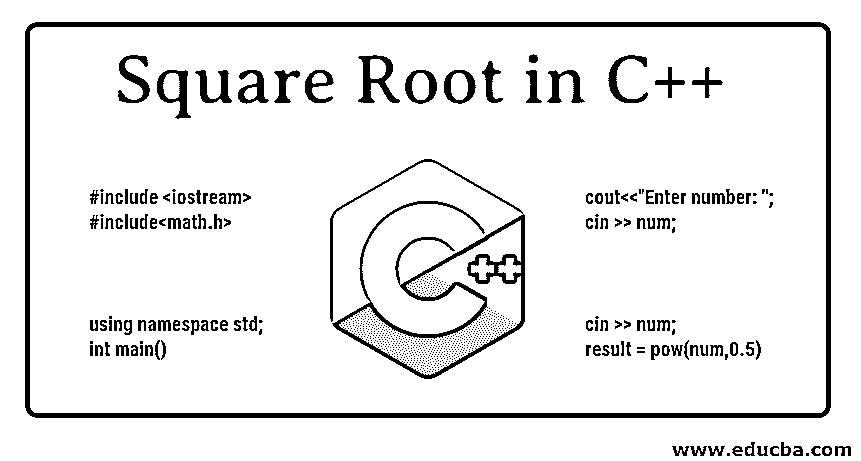 Square Root in C++
#include <iostream>
#include<math.h>
using namespace std;
int main()
C++
cout<<"Enter number: ";
cin >> num;
cin >> num;
result = pow(num,0.5)
www.educba.com